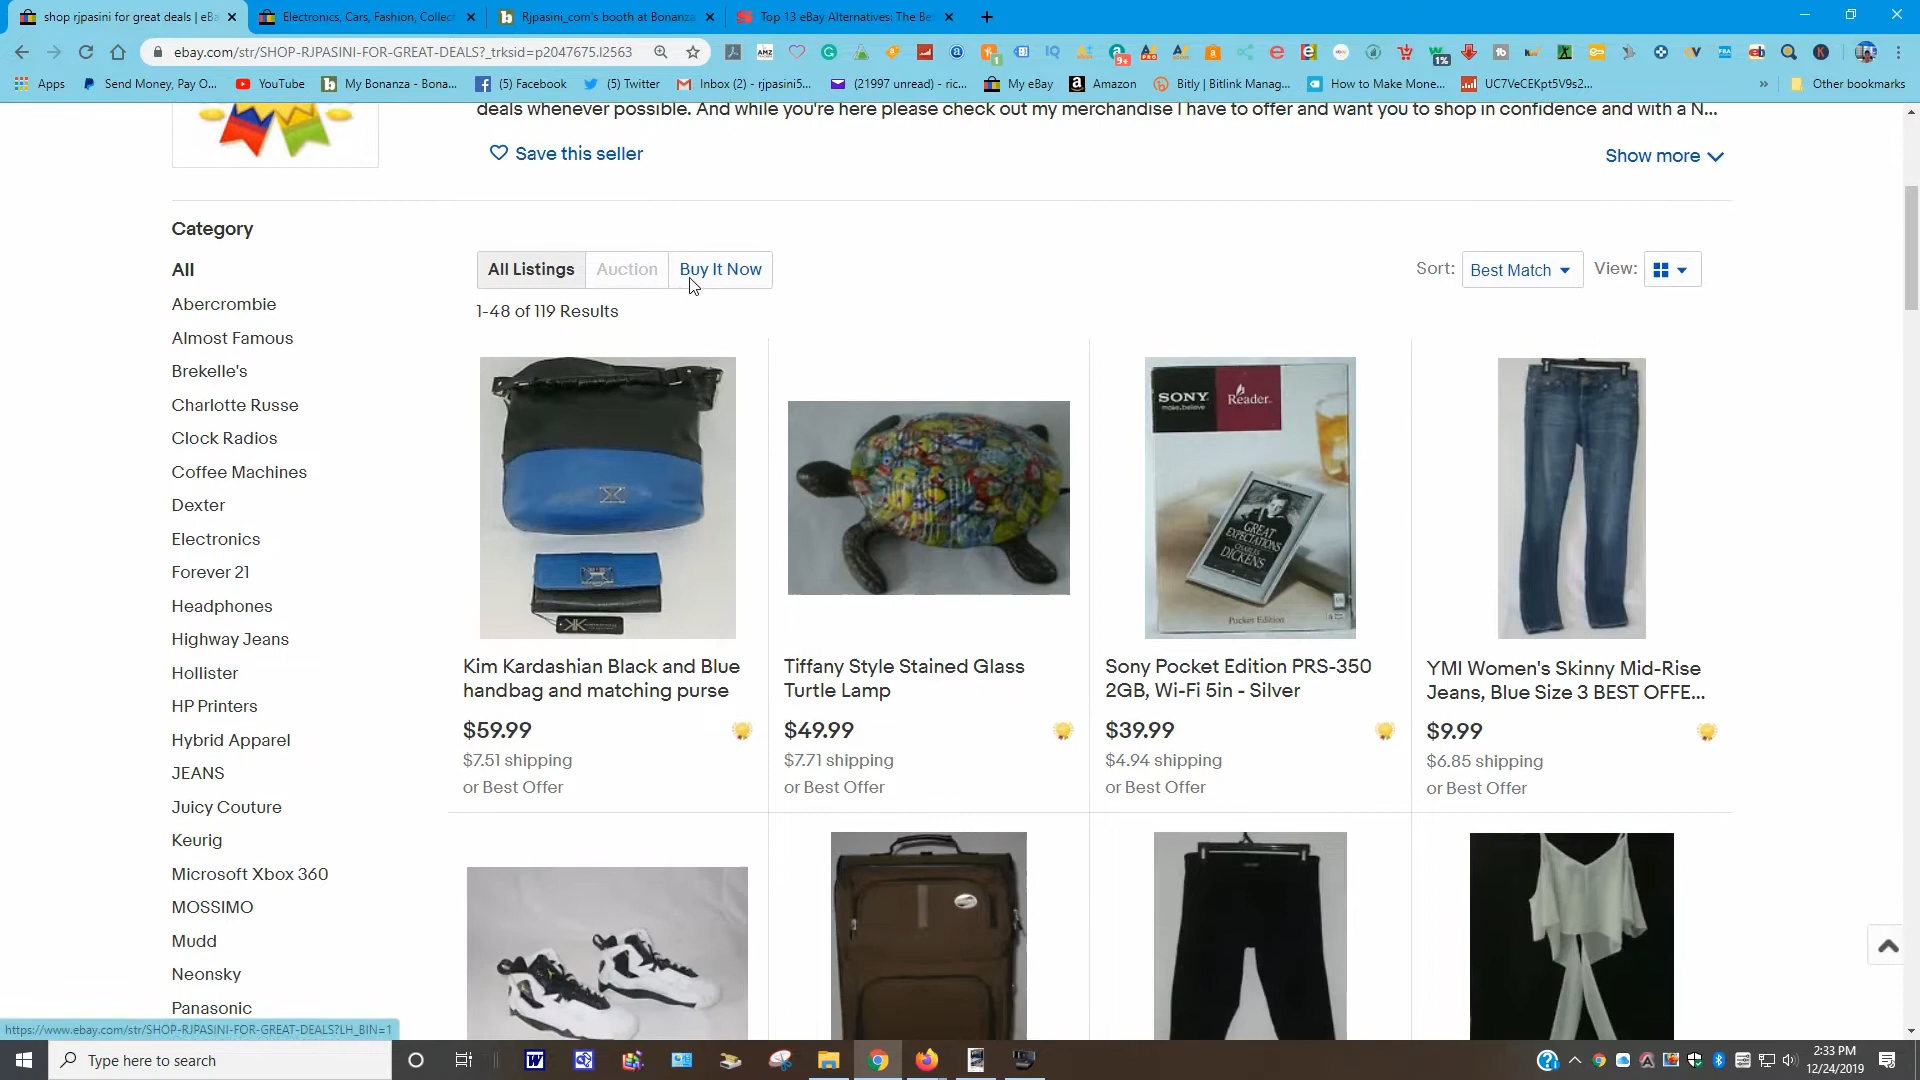 shop rjpasini for great deals | eBa
Electronics, Cars, Fashion, Collect
Rjpasini_com's booth at Bonanza
Top 13 eBay Alternatives: The Be
ebay.com/str/SHOP-RJPASINI-FOR-GREAT-DEALS?_trksid=p2047675.l2563
Apps
Send Money, Pay O...
YouTube
My Bonanza - Bona...
(5) Facebook
(5) Twitter
Inbox (2) - rjpasini5...
(21997 unread) - ric...
My eBay
Amazon
Bitly | Bitlink Manag...
How to Make Mone...
UC7VeCEKpt5V9s2...
Other bookmarks
deals whenever possible. And while you're here please check out my merchandise I have to offer and want you to shop in confidence and with a N...
Save this seller
Show more
Category
All
Abercrombie
Almost Famous
Brekelle's
Charlotte Russe
Clock Radios
Coffee Machines
Dexter
Electronics
Forever 21
Headphones
Highway Jeans
Hollister
HP Printers
Hybrid Apparel
JEANS
Juicy Couture
Keurig
Microsoft Xbox 360
MOSSIMO
Mudd
Neonsky
Panasonic
All Listings
Auction
Buy It Now
Sort:
Best Match
View:
1-48 of 119 Results
SONY
make.believe
Reader
GREAT
EXPECTATIONS
CHARLES
DICKENS
Pocket Edition
Kim Kardashian Black and Blue
handbag and matching purse
$59.99
$7.51 shipping
or Best Offer
Tiffany Style Stained Glass
Turtle Lamp
$49.99
$7.71 shipping
or Best Offer
Sony Pocket Edition PRS-350
2GB, Wi-Fi 5in - Silver
$39.99
$4.94 shipping
or Best Offer
YMI Women's Skinny Mid-Rise
Jeans, Blue Size 3 BEST OFFE...
$9.99
$6.85 shipping
or Best Offer
https://www.ebay.com/str/SHOP-RJPASINI-FOR-GREAT-DEALS?LH_BIN=1
Type here to search
2:33 PM
12/24/2019